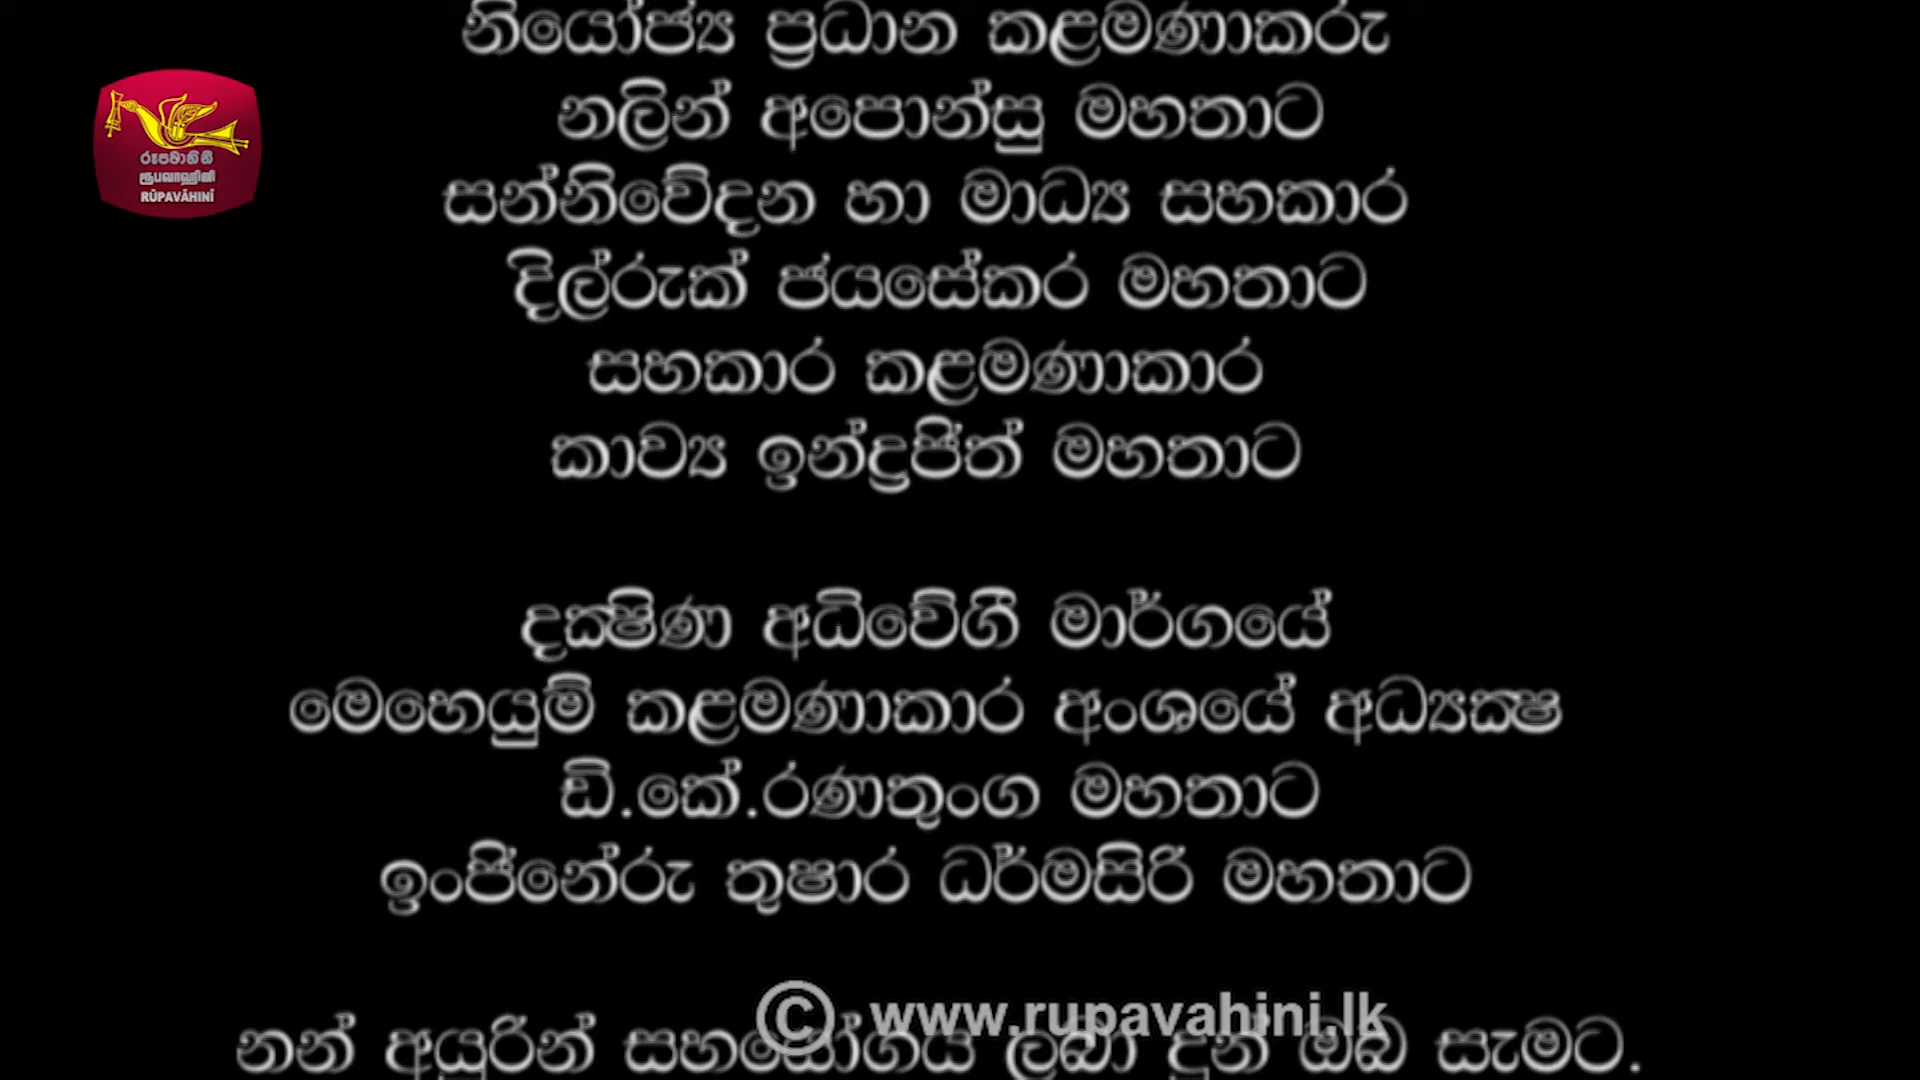 නියෝජ්‍ය ප්‍රධාන කළමණාකරු
නලින් අපොන්සු මහතාට
සන්නිවේදන හා මාධ්‍ය සහකාර
දිල්රුක් ජයසේකර මහතාට
සහකාර කළමණාකාර
කාව්‍ය ඉන්ද්‍රජිත් මහතාට
දක්‍ෂිණ අධිවේගී මාර්ගයේ
මෙහෙයුම් කළමණාකාර අංශයේ අධ්‍යක්‍ෂ
ඩි.කේ.රණතුංග මහතාට
ඉංජිනේරු තුෂාර ධර්මසිරි මහතාට
නන් අයුරින් සහයෝගය ලබා දුන් ඔබ සැමට.
රූපවාහිනී
ரூபவாஹினி
RŪPAVĀHINĪ
© www.rupavahini.lk